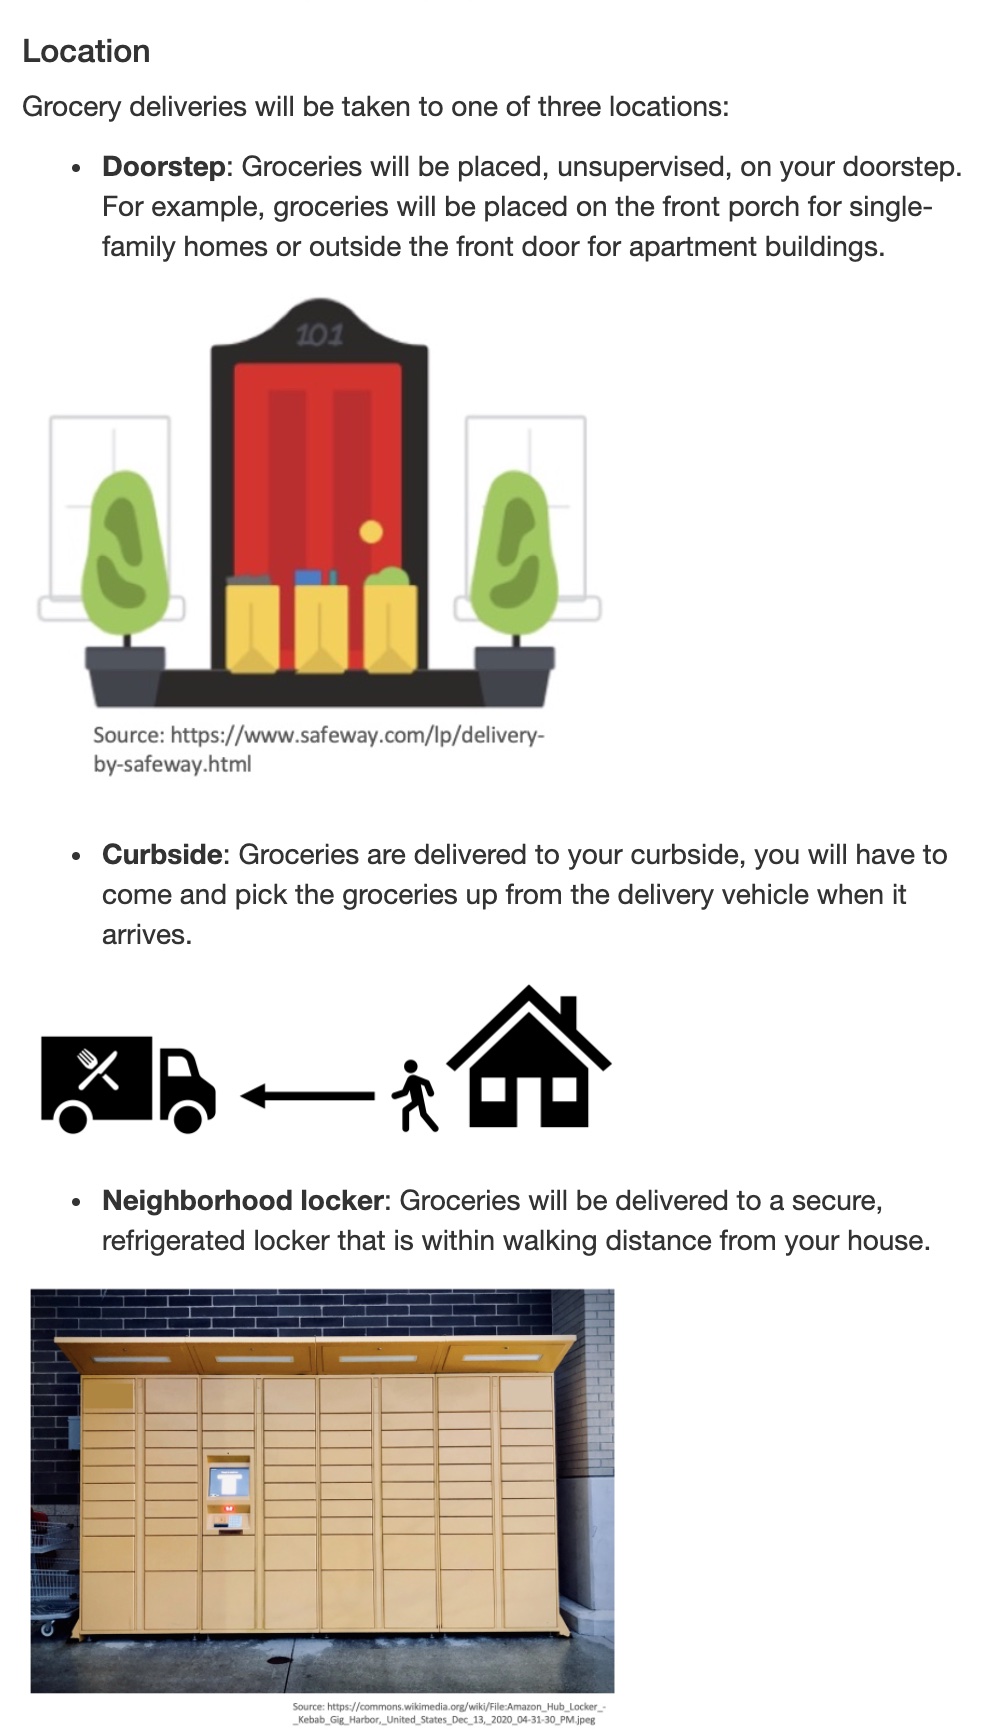 Location
Grocery deliveries will be taken to one of three locations:
• Doorstep: Groceries will be placed, unsupervised, on your doorstep.
For example, groceries will be placed on the front porch for single-
family homes or outside the front door for apartment buildings.
101
Source: https://www.safeway.com/lp/delivery-
by-safeway.html
• Curbside: Groceries are delivered to your curbside, you will have to
come and pick the groceries up from the delivery vehicle when it
arrives.
• Neighborhood locker: Groceries will be delivered to a secure,
refrigerated locker that is within walking distance from your house.
Source: https://commons.wikimedia.org/wiki/File:Amazon_Hub_Locker_-
_Kebab_Gig_Harbor,_United_States_Dec_13,_2020_04-31-30_PM.jpeg